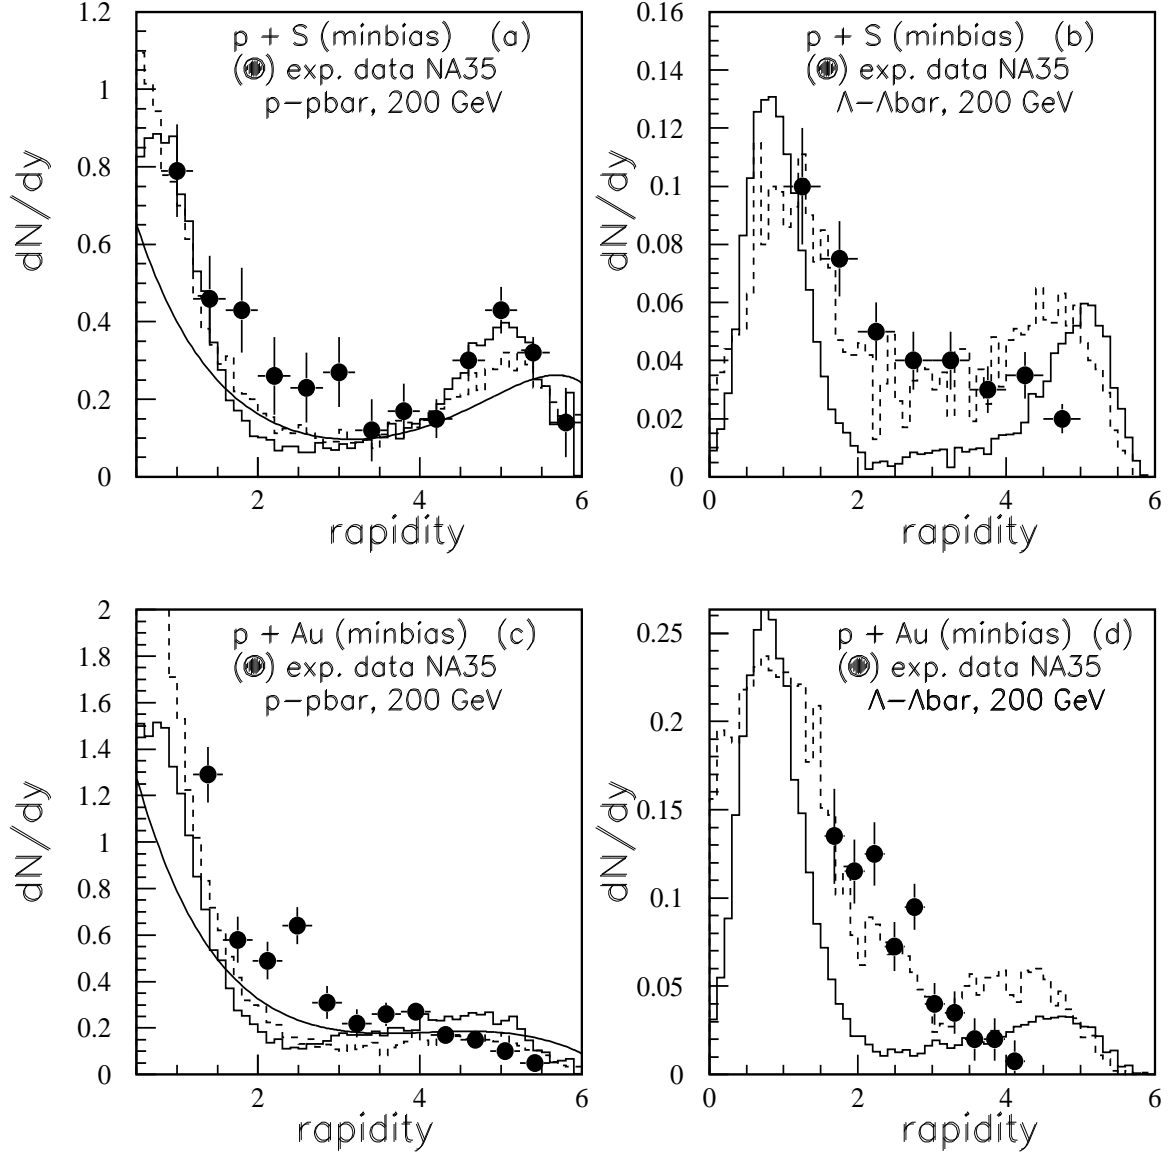 p + S (minbias) (a)
(●) exp. data NA35
p-pbar, 200 GeV
dN/dy
1.2
1
0.8
0.6
0.4
0.2
0
2
4
6
rapidity
p + S (minbias) (b)
(●) exp. data NA35
Λ-Λbar, 200 GeV
dN/dy
0.16
0.14
0.12
0.1
0.08
0.06
0.04
0.02
0
0
2
4
6
rapidity
p + Au (minbias) (c)
(●) exp. data NA35
p-pbar, 200 GeV
dN/dy
2
1.8
1.6
1.4
1.2
1
0.8
0.6
0.4
0.2
0
2
4
6
rapidity
p + Au (minbias) (d)
(●) exp. data NA35
Λ-Λbar, 200 GeV
dN/dy
0.25
0.2
0.15
0.1
0.05
0
0
2
4
6
rapidity